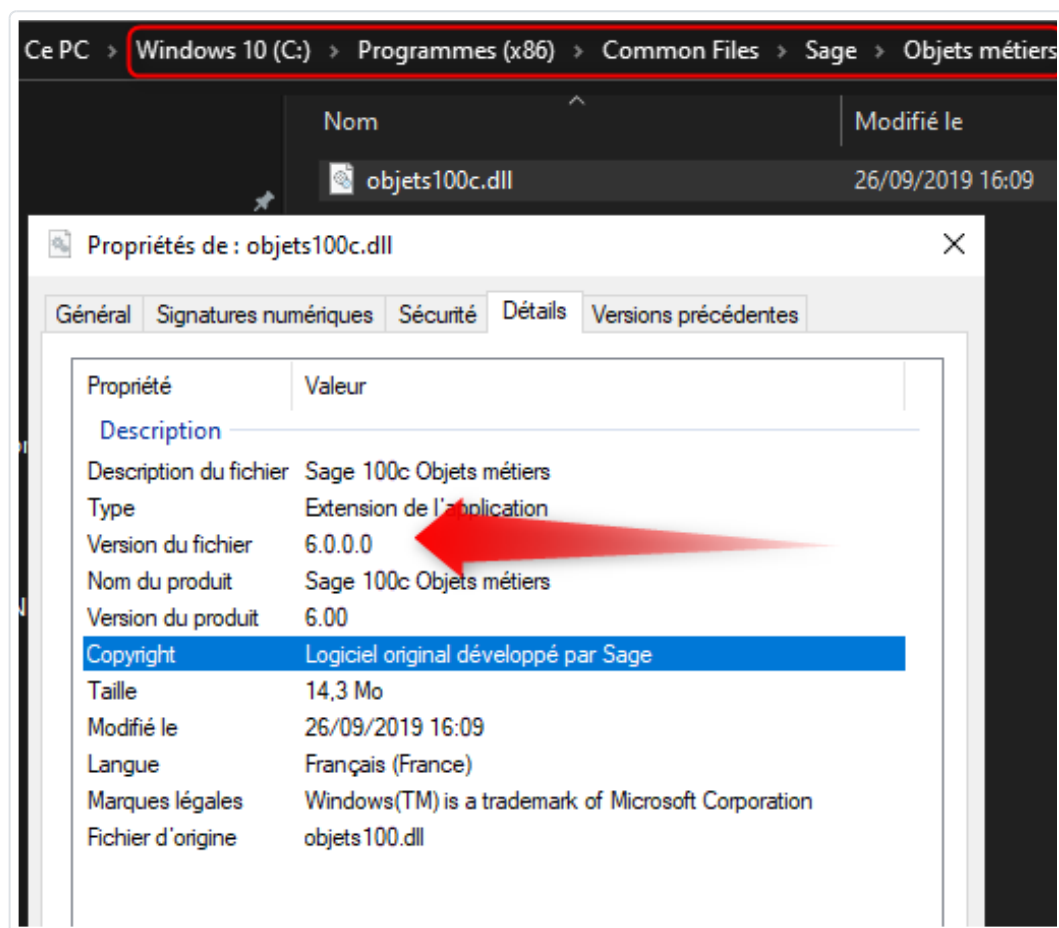 Ce PC > Windows 10 (C:) > Programmes (x86) > Common Files > Sage > Objets métiers
Nom Modifié le
objets100c.dll 26/09/2019 16:09
Propriétés de : objets100c.dll
Général Signatures numériques Sécurité Détails Versions précédentes
Propriété Valeur
Description
Description du fichier Sage 100c Objets métiers
Type Extension de l'application
Version du fichier 6.0.0.0
Nom du produit Sage 100c Objets métiers
Version du produit 6.00
Copyright Logiciel original développé par Sage
Taille 14,3 Mo
Modifié le 26/09/2019 16:09
Langue Français (France)
Marques légales Windows(TM) is a trademark of Microsoft Corporation
Fichier d'origine objets100.dll